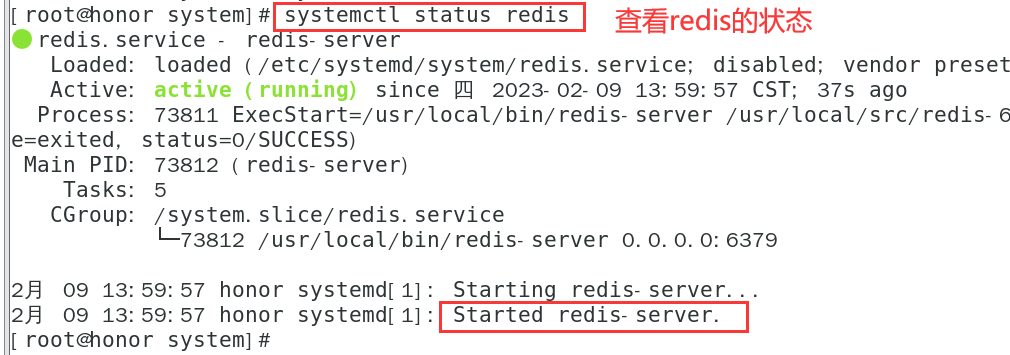 [root@honor system]# systemctl status redis 查看redis的状态
● redis.service - redis-server
Loaded: loaded (/etc/systemd/system/redis.service; disabled; vendor preset
Active: active (running) since 四 2023-02-09 13:59:57 CST; 37s ago
Process: 73811 ExecStart=/usr/local/bin/redis-server /usr/local/src/redis-6
e=exited, status=0/SUCCESS)
Main PID: 73812 (redis-server)
Tasks: 5
CGroup: /system.slice/redis.service
└─73812 /usr/local/bin/redis-server 0.0.0.0:6379
2月 09 13:59:57 honor systemd[1]: Starting redis-server...
2月 09 13:59:57 honor systemd[1]: Started redis-server.
[root@honor system]#